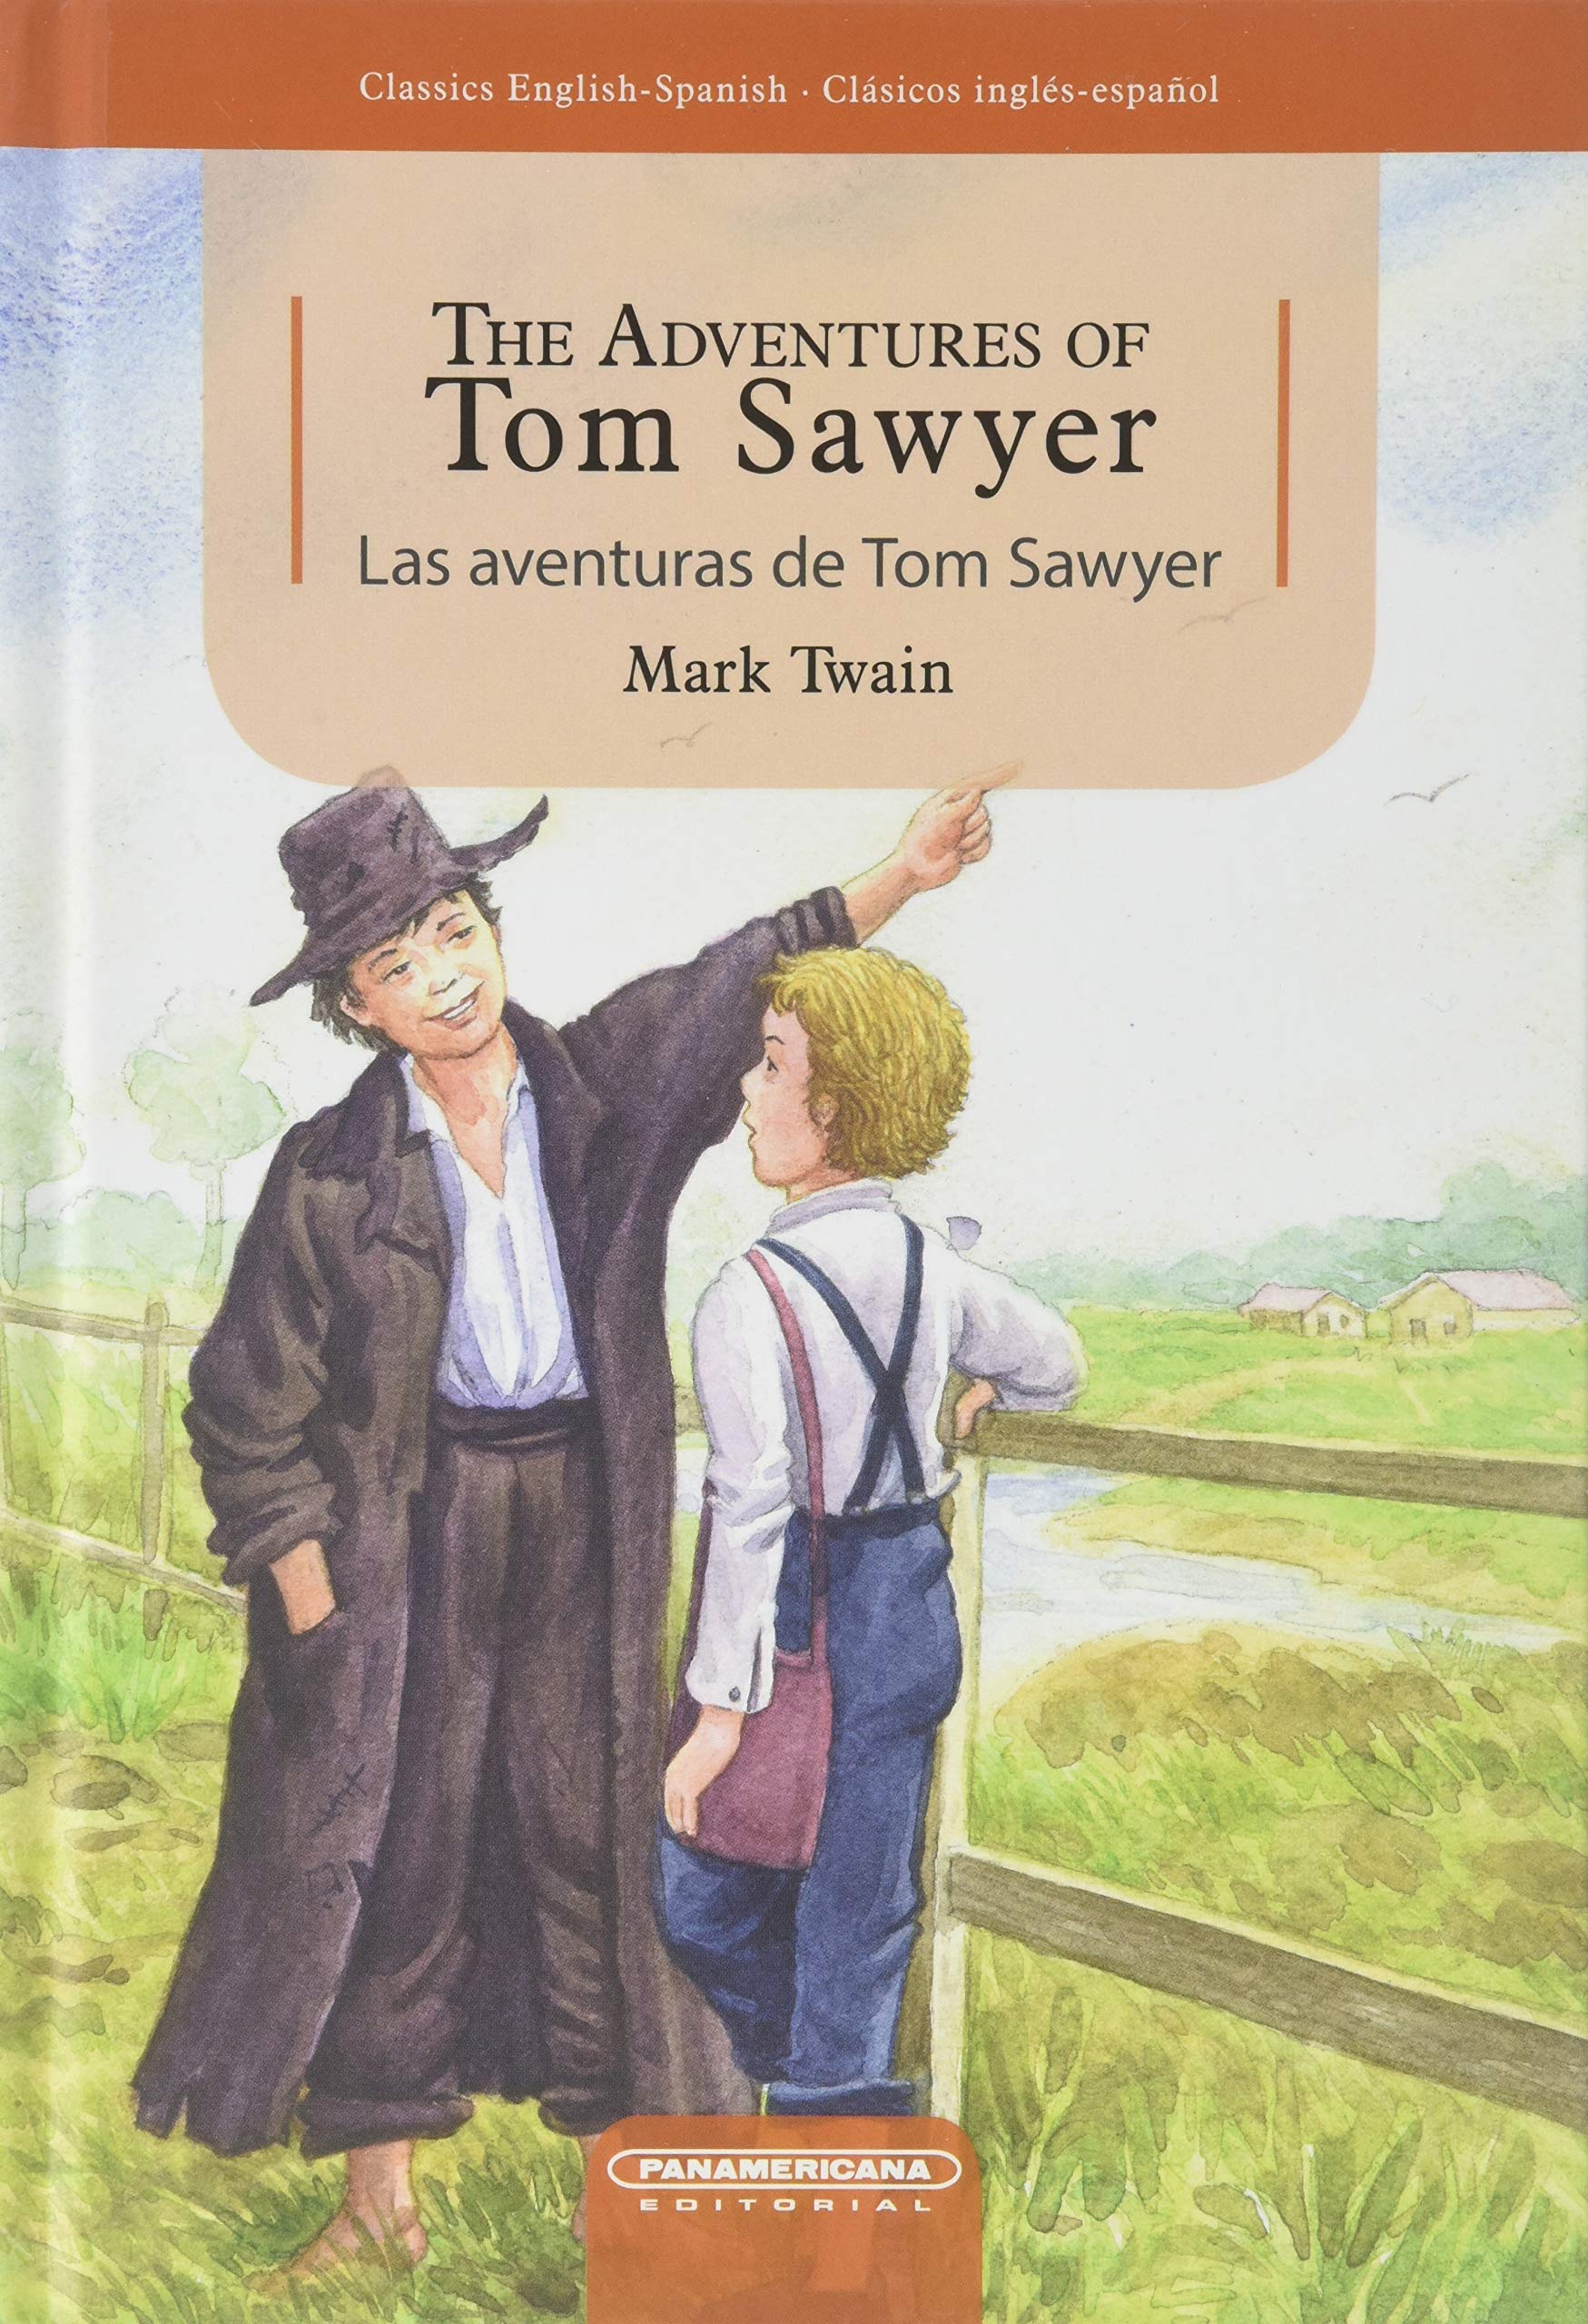 Classics English-Spanish · Clásicos inglés-español
THE ADVENTURES OF
Tom Sawyer
Las aventuras de Tom Sawyer
Mark Twain
PANAMERICANA
EDITORIAL